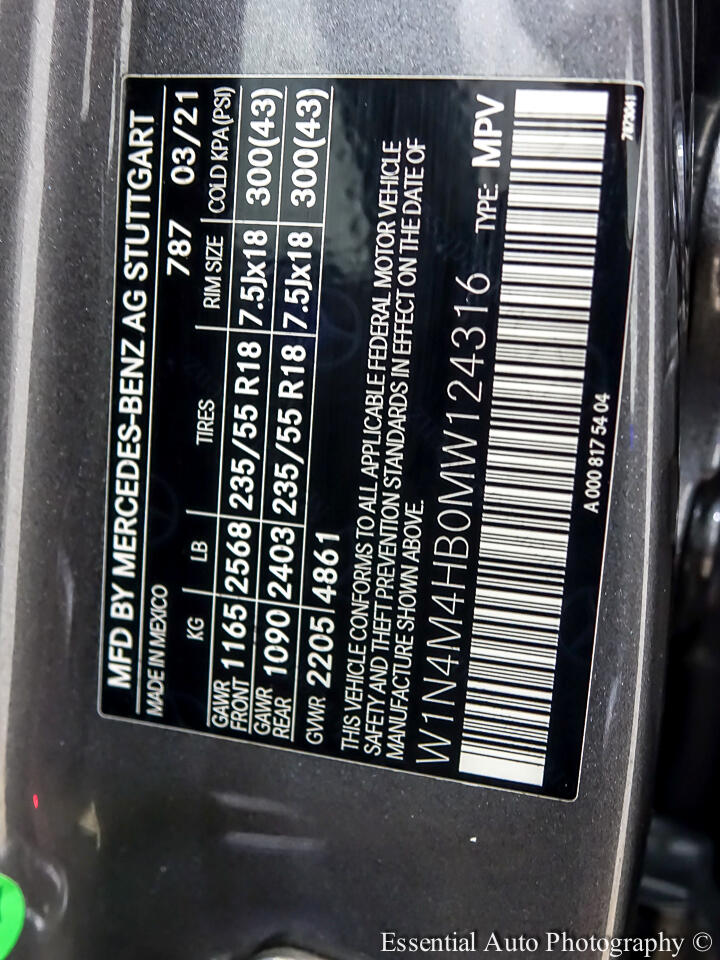 MFD BY MERCEDES-BENZ AG STUTTGART
MADE IN MEXICO 787 03/21
KG LB TIRES RIM SIZE COLD KPA(PSI)
GAWR FRONT 1165 2568 235/55 R18 7.5Jx18 300(43)
GAWR REAR 1090 2403 235/55 R18 7.5Jx18 300(43)
GVWR 2205 4861
THIS VEHICLE CONFORMS TO ALL APPLICABLE FEDERAL MOTOR VEHICLE
SAFETY AND THEFT PREVENTION STANDARDS IN EFFECT ON THE DATE OF
MANUFACTURE SHOWN ABOVE.
W1N4M4HB0MW124316 TYPE: MPV
A 000 817 54 04
Essential Auto Photography ©